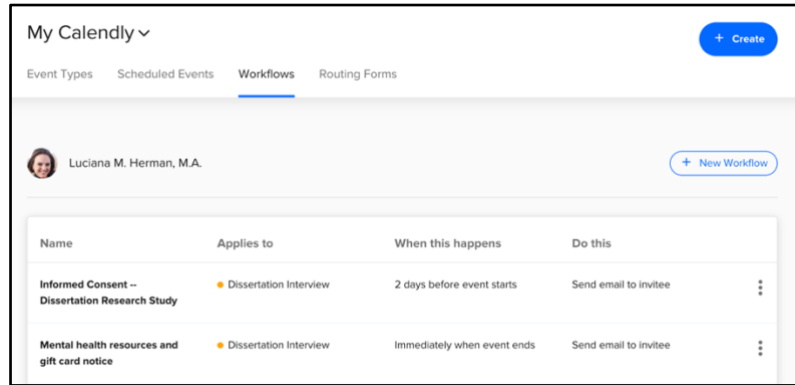 My Calendly
+ Create
Event Types Scheduled Events Workflows Routing Forms
Luciana M. Herman, M.A.
+ New Workflow
Name Applies to When this happens Do this
Informed Consent -- Dissertation Interview 2 days before event starts Send email to invitee
Dissertation Research Study
Mental health resources and Dissertation Interview Immediately when event ends Send email to invitee
gift card notice